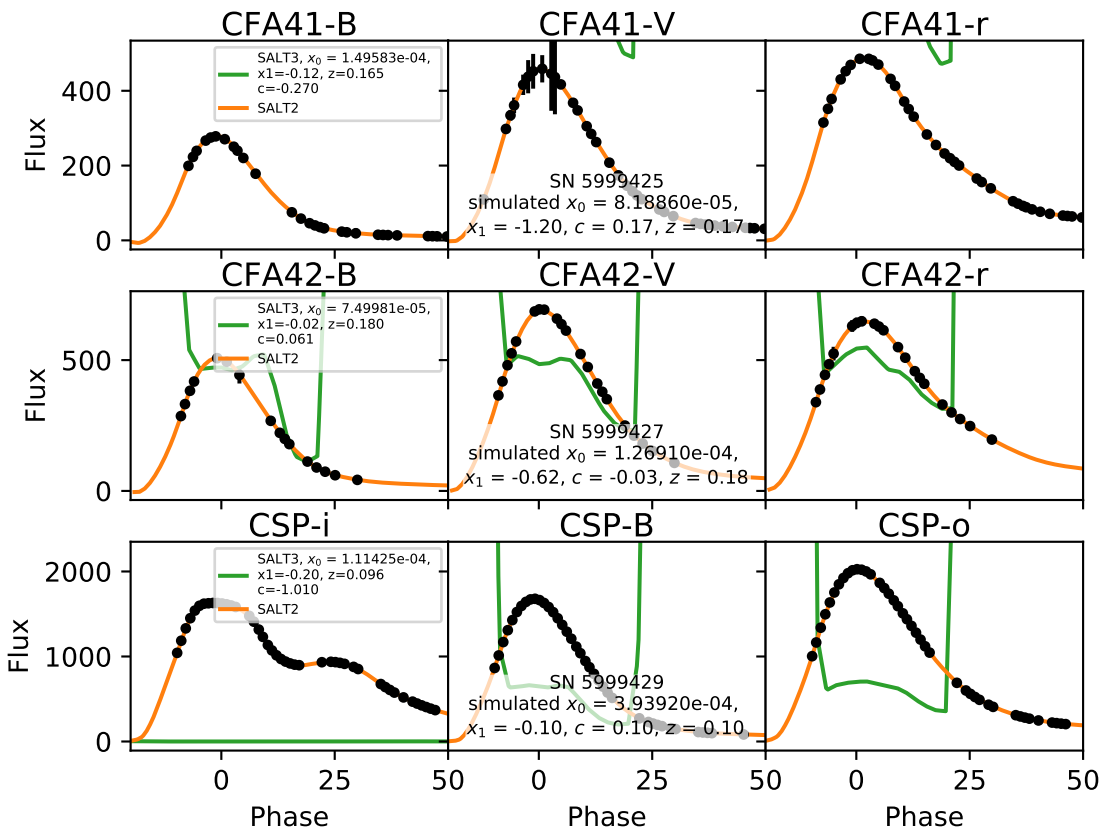 CFA41-B CFA41-V CFA41-r
Flux
400
200
0
SALT3, x₀ = 1.49583e-04,
x1=-0.12, z=0.165
c=-0.270
SALT2
SN 5999425
simulated x₀ = 8.18860e-05,
x₁ = -1.20, c = 0.17, z = 0.17
CFA42-B CFA42-V CFA42-r
Flux
500
0
SALT3, x₀ = 7.49981e-05,
x1=-0.02, z=0.180
c=0.061
SALT2
SN 5999427
simulated x₀ = 1.26910e-04,
x₁ = -0.62, c = -0.03, z = 0.18
CSP-i CSP-B CSP-o
Flux
2000
1000
0
SALT3, x₀ = 1.11425e-04,
x1=-0.20, z=0.096
c=-1.010
SALT2
SN 5999429
simulated x₀ = 3.93920e-04,
x₁ = -0.10, c = 0.10, z = 0.10
0 25 50 0 25 50 0 25 50
Phase Phase Phase